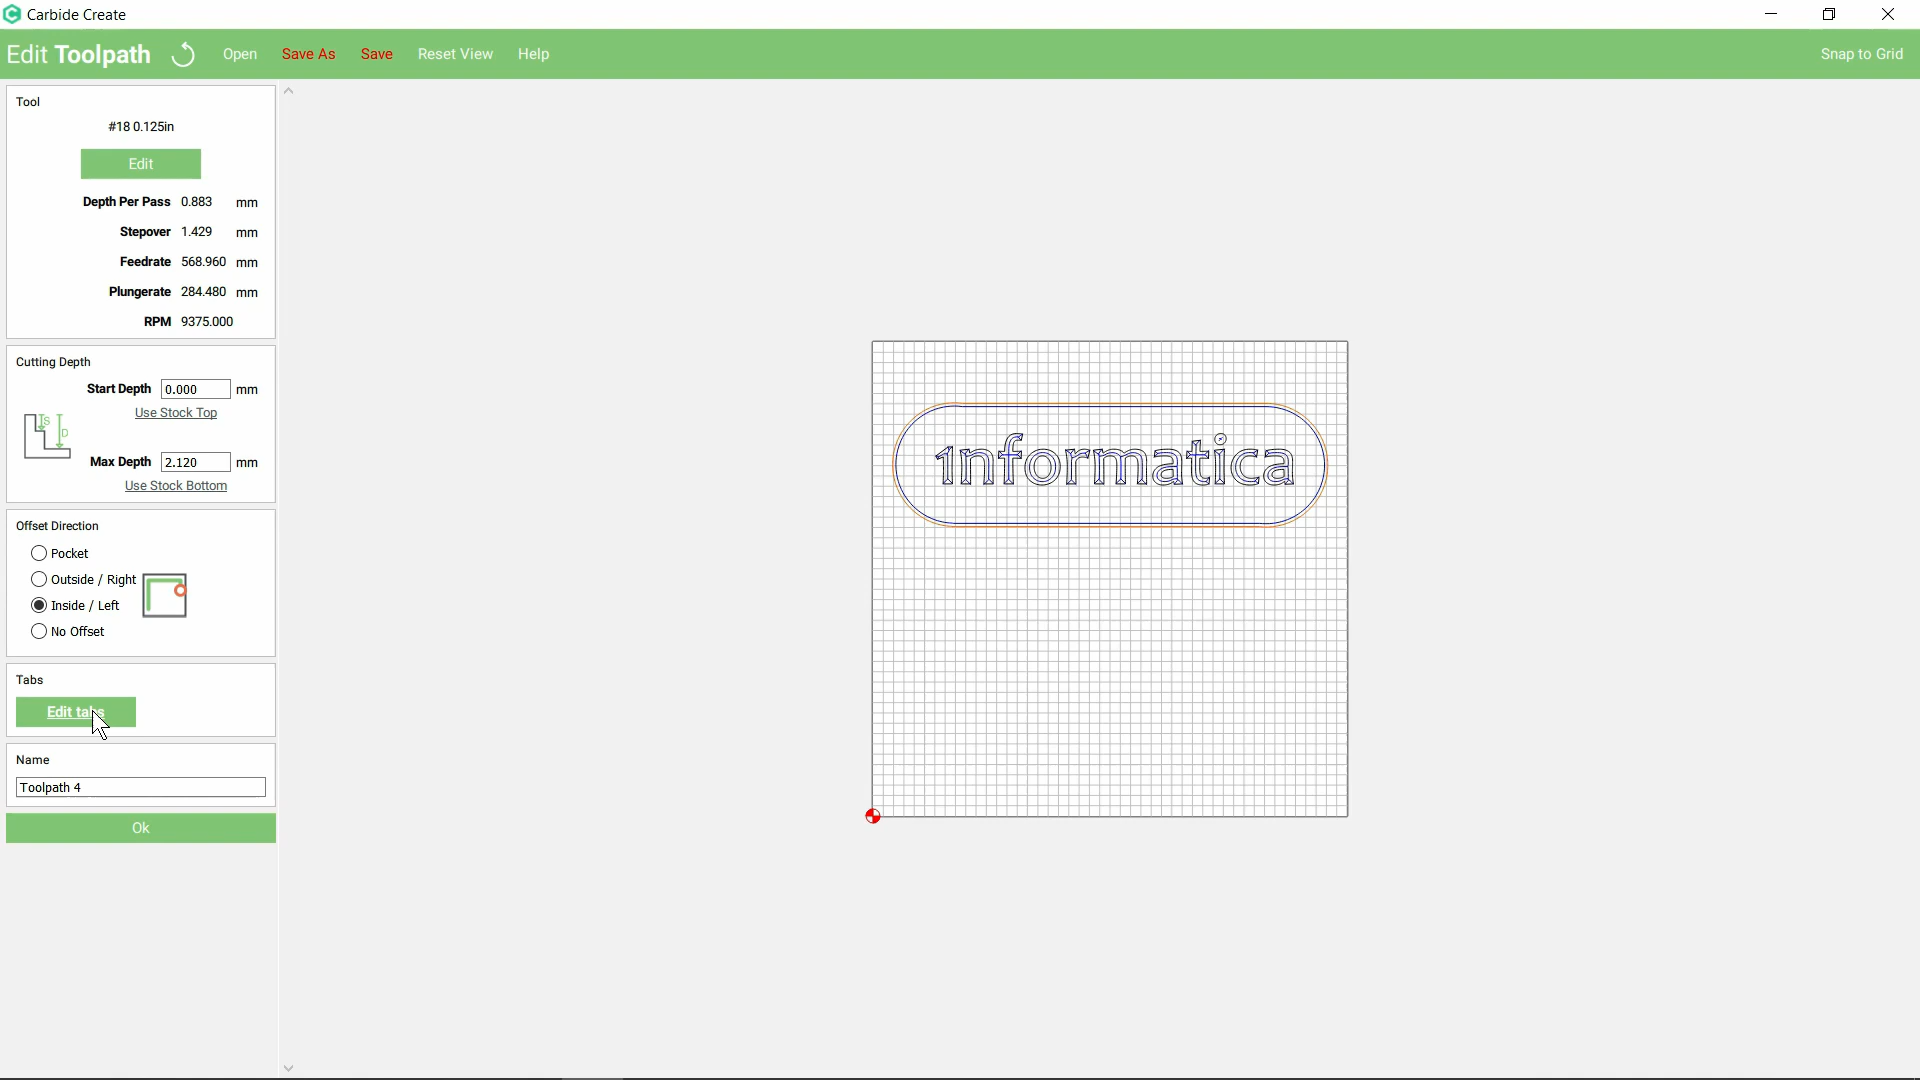 Carbide Create
Edit Toolpath Open Save As Save Reset View Help Snap to Grid
Tool
#18 0.125in
Edit
Depth Per Pass 0.883 mm
Stepover 1.429 mm
Feedrate 568.960 mm
Plungerate 284.480 mm
RPM 9375.000
Cutting Depth
Start Depth 0.000 mm
Use Stock Top
S
D
Max Depth 2.120 mm
Use Stock Bottom
Offset Direction
Pocket
Outside / Right
Inside / Left
No Offset
Tabs
Edit tabs
Name
Toolpath 4
Ok
1nformatica